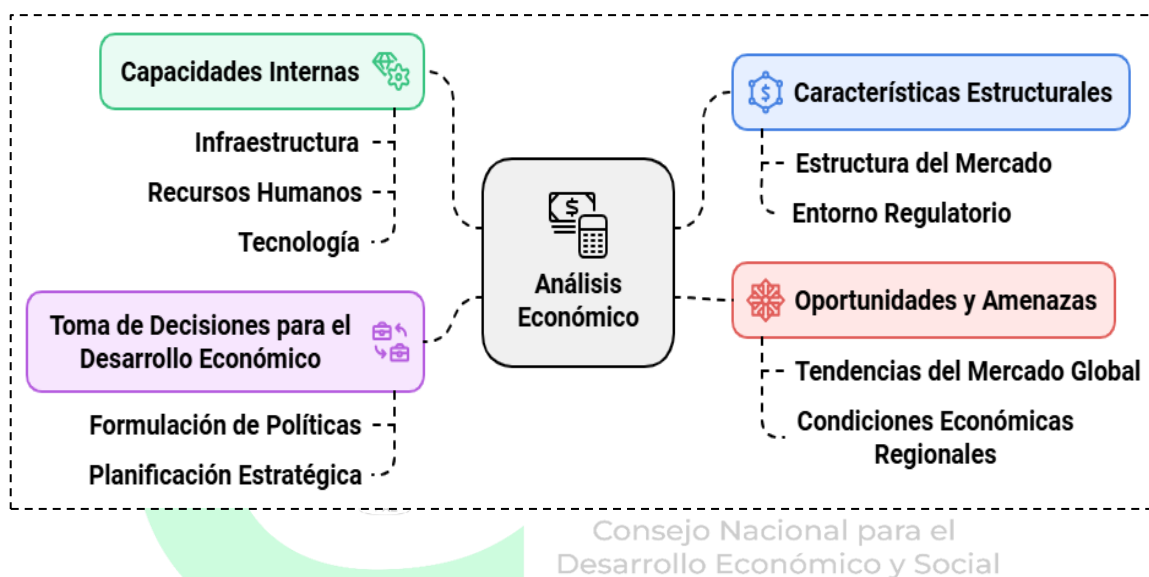 Capacidades Internas
Infraestructura
Recursos Humanos
Tecnología
Toma de Decisiones para el
Desarrollo Económico
Formulación de Políticas
Planificación Estratégica
$
Análisis
Económico
$
Características Estructurales
Estructura del Mercado
Entorno Regulatorio
Oportunidades y Amenazas
Tendencias del Mercado Global
Condiciones Económicas
Regionales
Consejo Nacional para el
Desarrollo Económico y Social